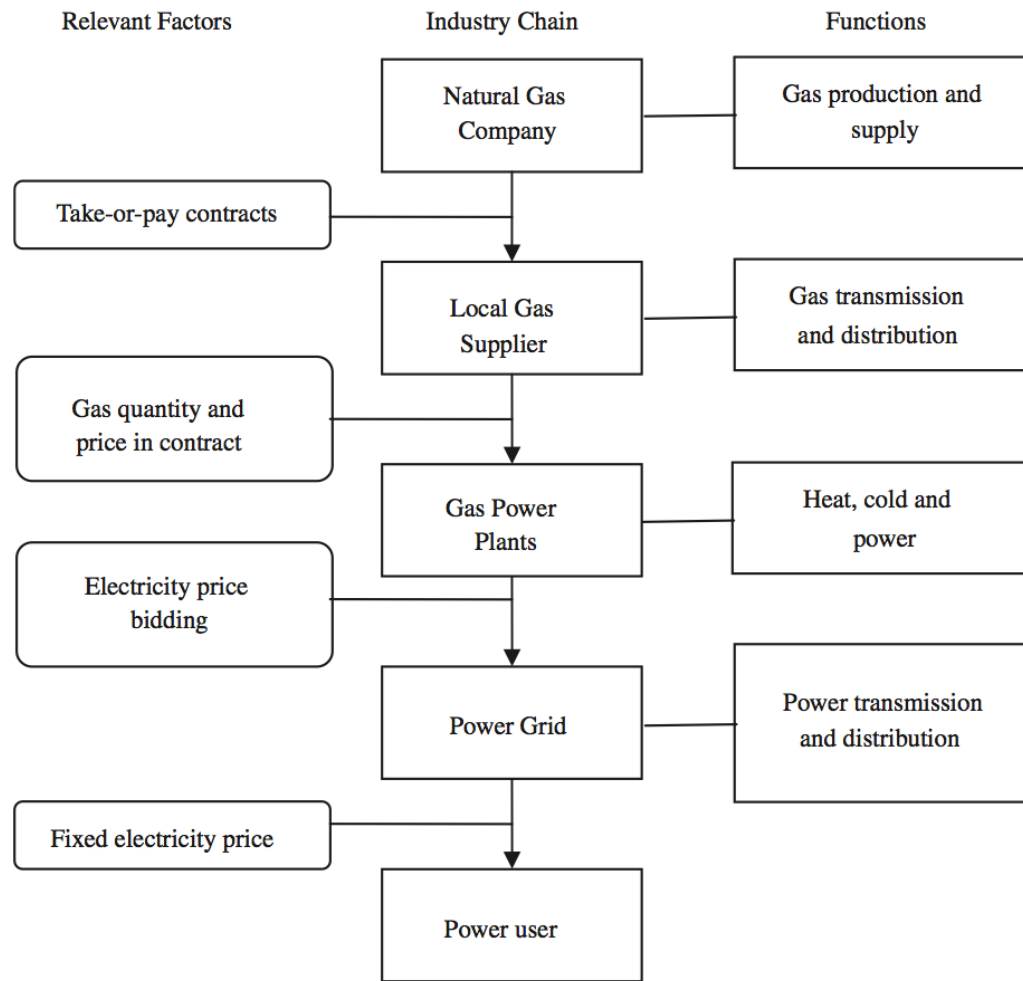 Relevant Factors
Industry Chain
Functions
Natural Gas
Company
Gas production and
supply
Take-or-pay contracts
Local Gas
Supplier
Gas transmission
and distribution
Gas quantity and
price in contract
Gas Power
Plants
Heat, cold and
power
Electricity price
bidding
Power Grid
Power transmission
and distribution
Fixed electricity price
Power user